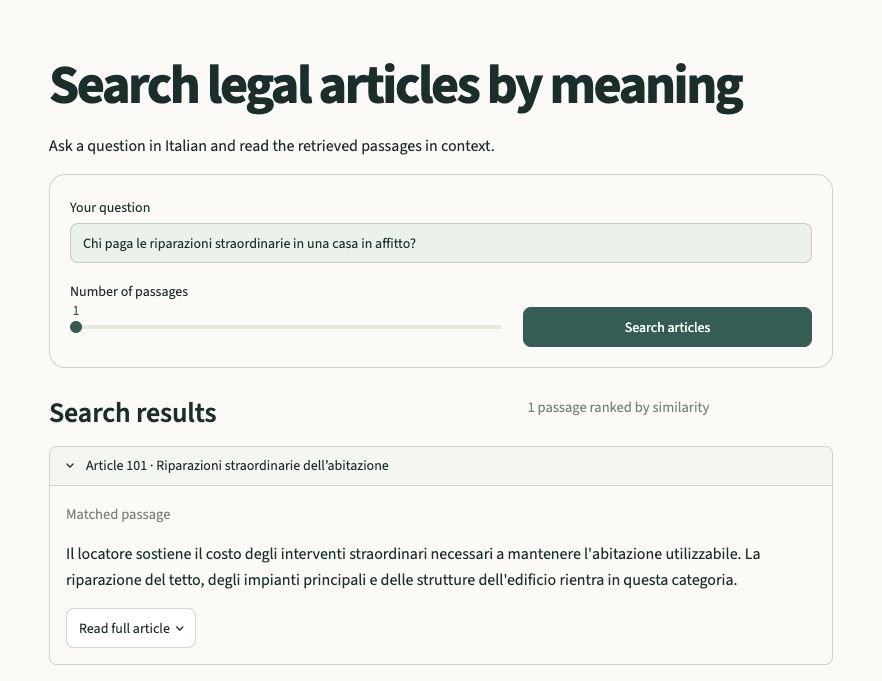 Search legal articles by meaning
Ask a question in Italian and read the retrieved passages in context.
Your question
Chi paga le riparazioni straordinarie in una casa in affitto?
Number of passages
1
Search articles
Search results
1 passage ranked by similarity
Article 101 · Riparazioni straordinarie dell’abitazione
Matched passage
Il locatore sostiene il costo degli interventi straordinari necessari a mantenere l'abitazione utilizzabile. La
riparazione del tetto, degli impianti principali e delle strutture dell'edificio rientra in questa categoria.
Read full article